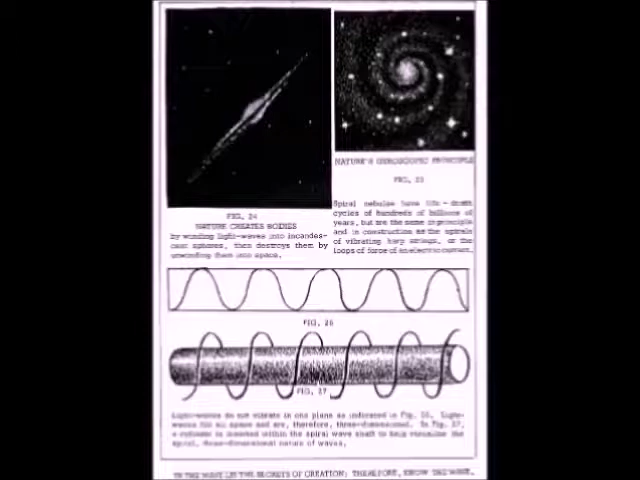 NATURE'S GYROSCOPIC PRINCIPLE
FIG. 25
Spiral nebulae have life - death
cycles of hundreds of billions of
years, but are the same in principle
and in construction as the spirals
of vibrating harp strings, or the
loops of force of an electric current.
FIG. 24
NATURE CREATES BODIES
by winding light-waves into incandes-
cent spheres, then destroys them by
unwinding them into space.
FIG. 26
FIG. 27
Light-waves do not vibrate in one plane as indicated in Fig. 26. Light-
waves fill all space and are, therefore, three-dimensional. In Fig. 27,
a cylinder is inserted within the spiral wave shaft to help visualize the
spiral, three-dimensional nature of waves.
IN THE WAVE LIE THE SECRETS OF CREATION; THEREFORE, KNOW THE WAVE.